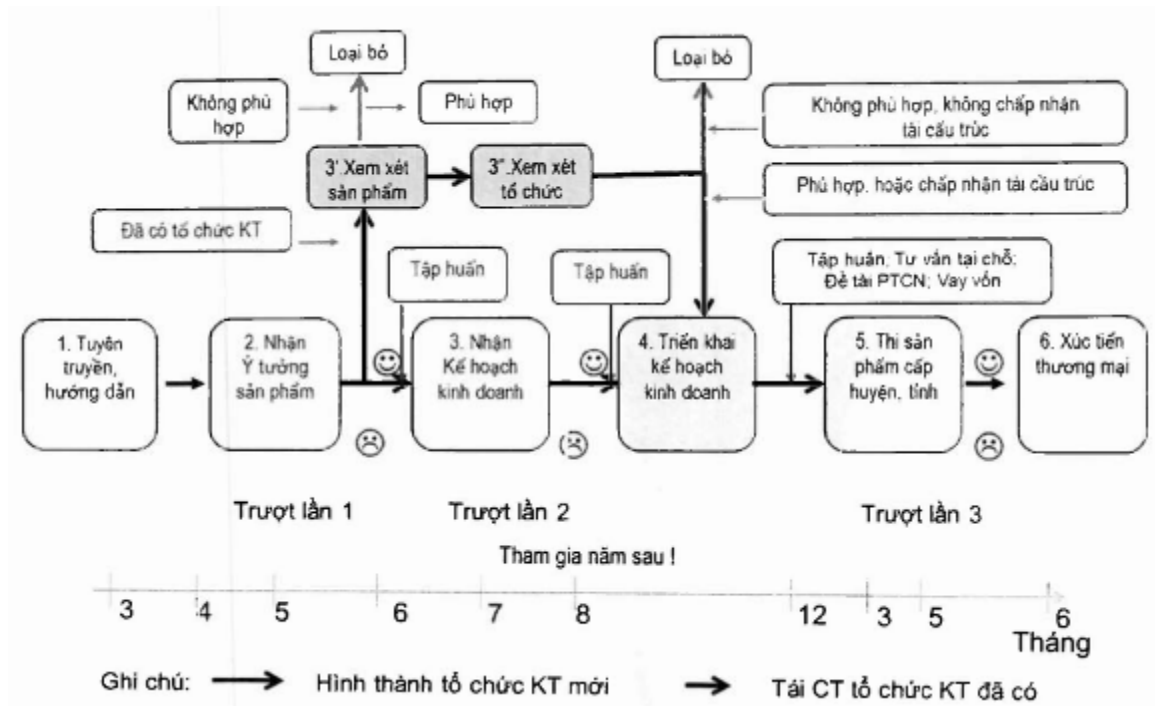 Loại bỏ
Loại bỏ
Không phù
hợp
Phù hợp
Không phù hợp, không chấp nhận
tái cấu trúc
3'.Xem xét
sản phẩm
3".Xem xét
tổ chức
Phù hợp, hoặc chấp nhận tái cấu trúc
Đã có tổ chức KT
Tập huấn
Tập huấn
Tập huấn; Tư vấn tại chỗ;
Đề tài PTCN; Vay vốn
1. Tuyên
truyền,
hướng dẫn
2. Nhận
Ý tưởng
sản phẩm
3. Nhận
Kế hoạch
kinh doanh
4. Triển khai
kế hoạch
kinh doanh
5. Thi sản
phẩm cấp
huyện, tỉnh
6. Xúc tiến
thương mại
Trượt lần 1
Trượt lần 2
Trượt lần 3
Tham gia năm sau !
3 4 5 6 7 8 12 3 5 6
Tháng
Ghi chú: Hình thành tổ chức KT mới Tái CT tổ chức KT đã có